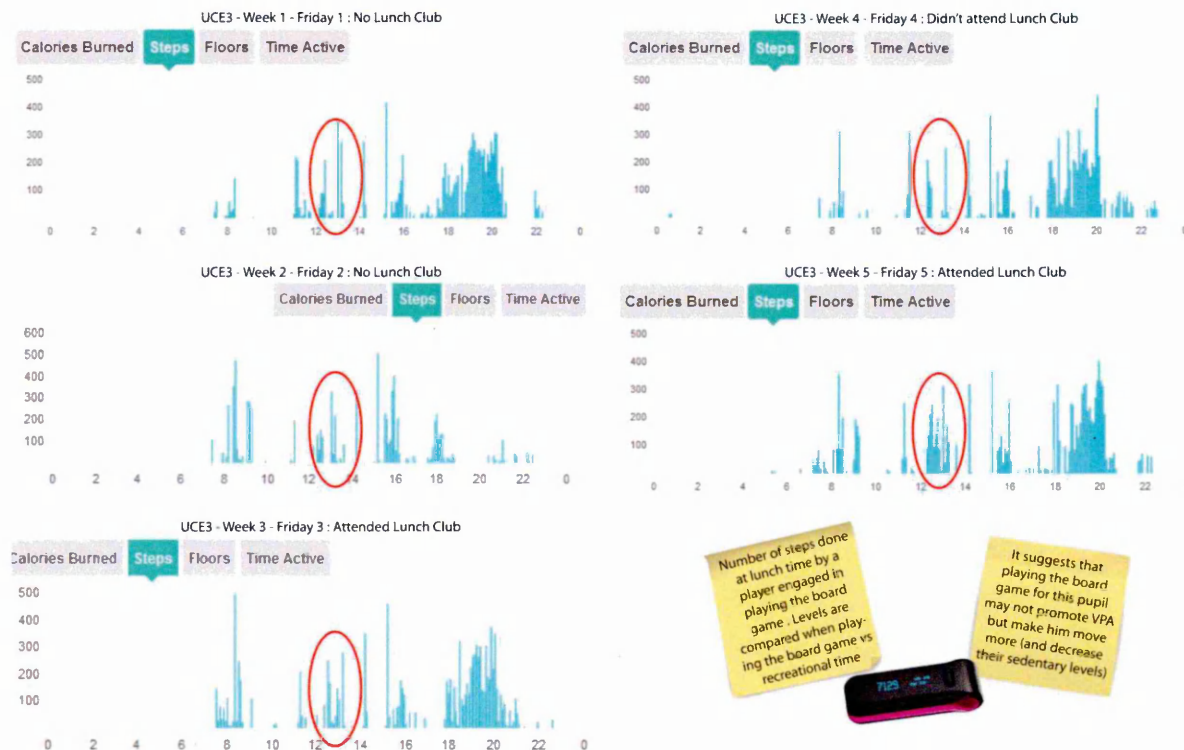 UCE3 - Week 1 - Friday 1 : No Lunch Club
Calories Burned Steps Floors Time Active
500
400
300
200
100
0 2 4 6 8 10 12 14 16 18 20 22 0
UCE3 - Week 2 - Friday 2 : No Lunch Club
Calories Burned Steps Floors Time Active
600
500
400
300
200
100
0 2 4 6 8 10 12 14 16 18 20 22 0
UCE3 - Week 3 - Friday 3 : Attended Lunch Club
Calories Burned Steps Floors Time Active
500
400
300
200
100
0 2 4 6 8 10 12 14 16 18 20 22 0
UCE3 - Week 4 - Friday 4 : Didn't attend Lunch Club
Calories Burned Steps Floors Time Active
500
400
300
200
100
0 2 4 6 8 10 12 14 16 18 20 22 0
UCE3 - Week 5 - Friday 5 : Attended Lunch Club
Calories Burned Steps Floors Time Active
500
400
300
200
100
0 2 4 6 8 10 12 14 16 18 20 22
Number of steps done
at lunch time by a
player engaged in
playing the board
game . Levels are
compared when play-
ing the board game vs
recreational time
It suggests that
playing the board
game for this pupil
may not promote VPA
but make him move
more (and decrease
their sedentary levels)